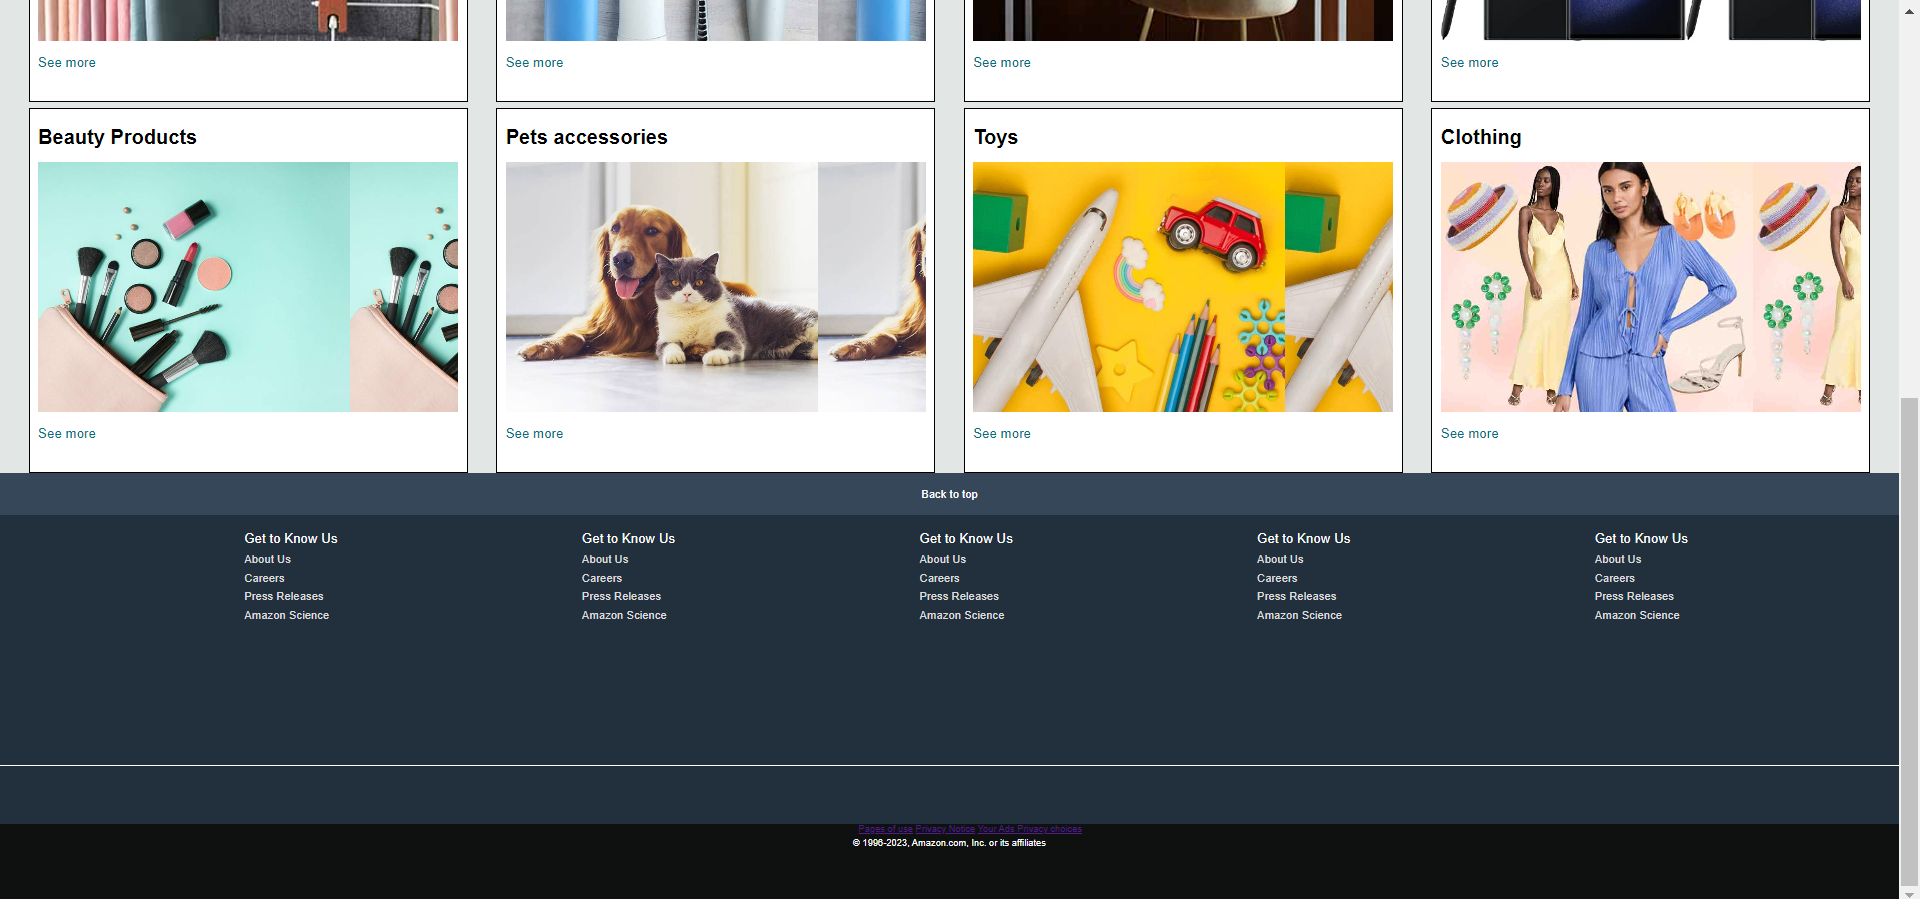 See more See more See more See more
Beauty Products Pets accessories Toys Clothing
See more See more See more See more
Back to top
Get to Know Us Get to Know Us Get to Know Us Get to Know Us Get to Know Us
About Us About Us About Us About Us About Us
Careers Careers Careers Careers Careers
Press Releases Press Releases Press Releases Press Releases Press Releases
Amazon Science Amazon Science Amazon Science Amazon Science Amazon Science
Pages of use Privacy Notice Your Ads Privacy choices
© 1996-2023, Amazon.com, Inc. or its affiliates